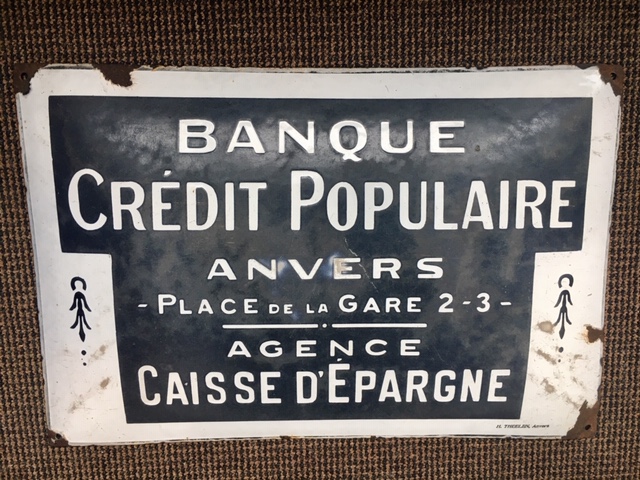 BANQUE
CRÉDIT POPULAIRE
ANVERS
- PLACE DE LA GARE 2-3 -
AGENCE
CAISSE D'ÉPARGNE